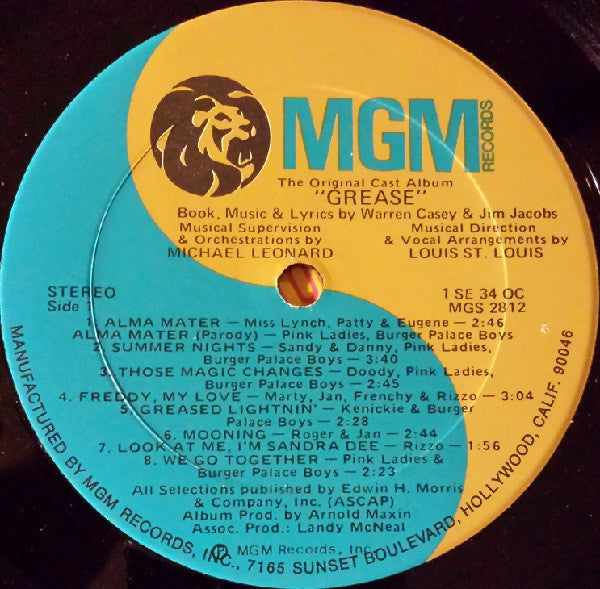 MGM RECORDS
The Original Cast Album
"GREASE"
Book, Music & Lyrics by Warren Casey & Jim Jacobs
Musical Supervision
& Orchestrations by
MICHAEL LEONARD
Musical Direction
& Vocal Arrangements by
LOUIS ST. LOUIS
STEREO
Side 1
1 SE 34 OC
MGS 2812
1. ALMA MATER — Miss Lynch, Patty & Eugene — 2:46
ALMA MATER (Parody) — Pink Ladies, Burger Palace Boys
2. SUMMER NIGHTS — Sandy & Danny, Pink Ladies,
Burger Palace Boys — 3:40
3. THOSE MAGIC CHANGES — Doody, Pink Ladies,
Burger Palace Boys — 2:45
4. FREDDY, MY LOVE — Marty, Jan, Frenchy & Rizzo — 3:04
5. GREASED LIGHTNIN' — Kenickie & Burger
Palace Boys — 2:28
6. MOONING — Roger & Jan — 2:44
7. LOOK AT ME, I'M SANDRA DEE — Rizzo — 1:56
8. WE GO TOGETHER — Pink Ladies &
Burger Palace Boys — 2:23
All Selections published by Edwin H. Morris
& Company, Inc. (ASCAP)
Album Prod. by Arnold Maxin
Assoc. Prod.: Landy McNeal
℗ MGM Records, Inc.
MANUFACTURED BY MGM RECORDS, INC., 7165 SUNSET BOULEVARD, HOLLYWOOD, CALIF. 90046